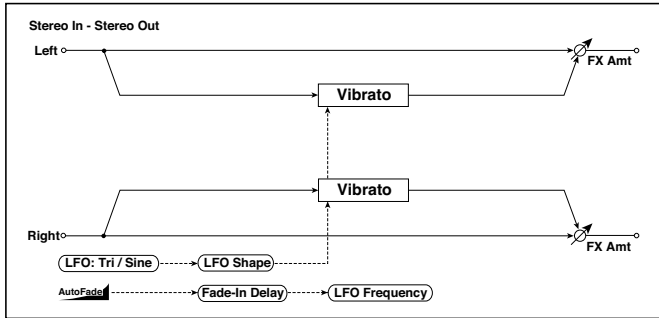 Stereo In - Stereo Out
Left
FX Amt
Vibrato
Vibrato
Right
FX Amt
LFO: Tri / Sine
LFO Shape
AutoFade
Fade-In Delay
LFO Frequency